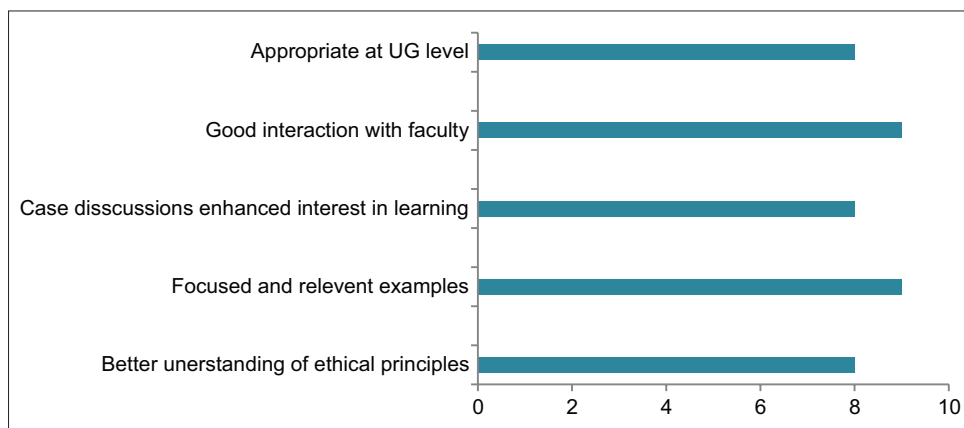 Appropriate at UG level
Good interaction with faculty
Case disscussions enhanced interest in learning
Focused and relevent examples
Better unerstanding of ethical principles
0 2 4 6 8 10